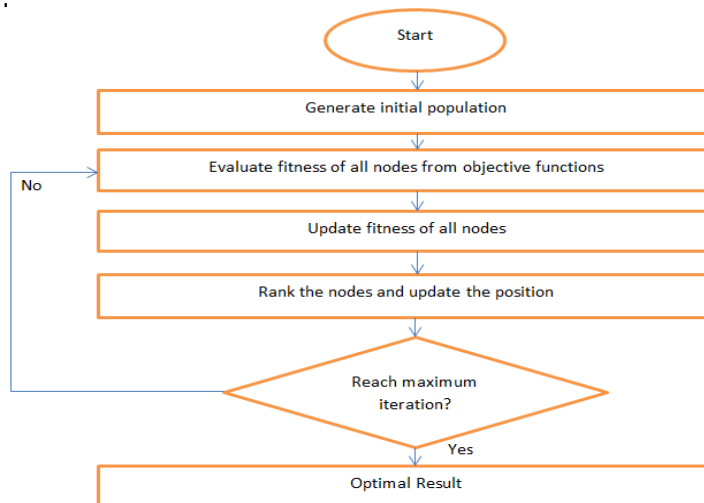 Start
Generate initial population
Evaluate fitness of all nodes from objective functions
No
Update fitness of all nodes
Rank the nodes and update the position
Reach maximum
iteration?
Yes
Optimal Result